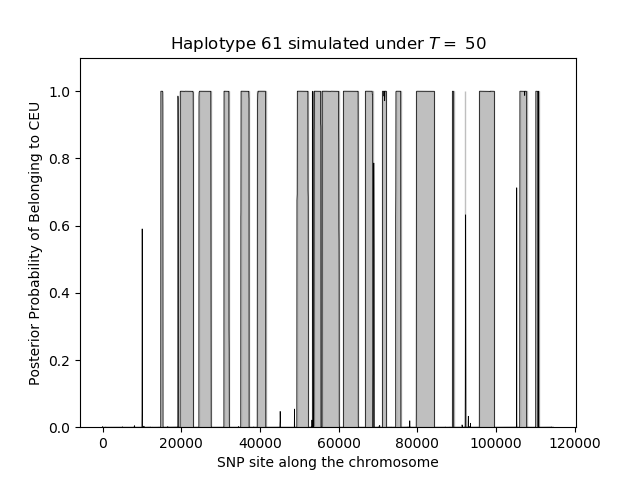 Haplotype 61 simulated under T = 50
Posterior Probability of Belonging to CEU
1.0
0.8
0.6
0.4
0.2
0.0
0 20000 40000 60000 80000 100000 120000
SNP site along the chromosome